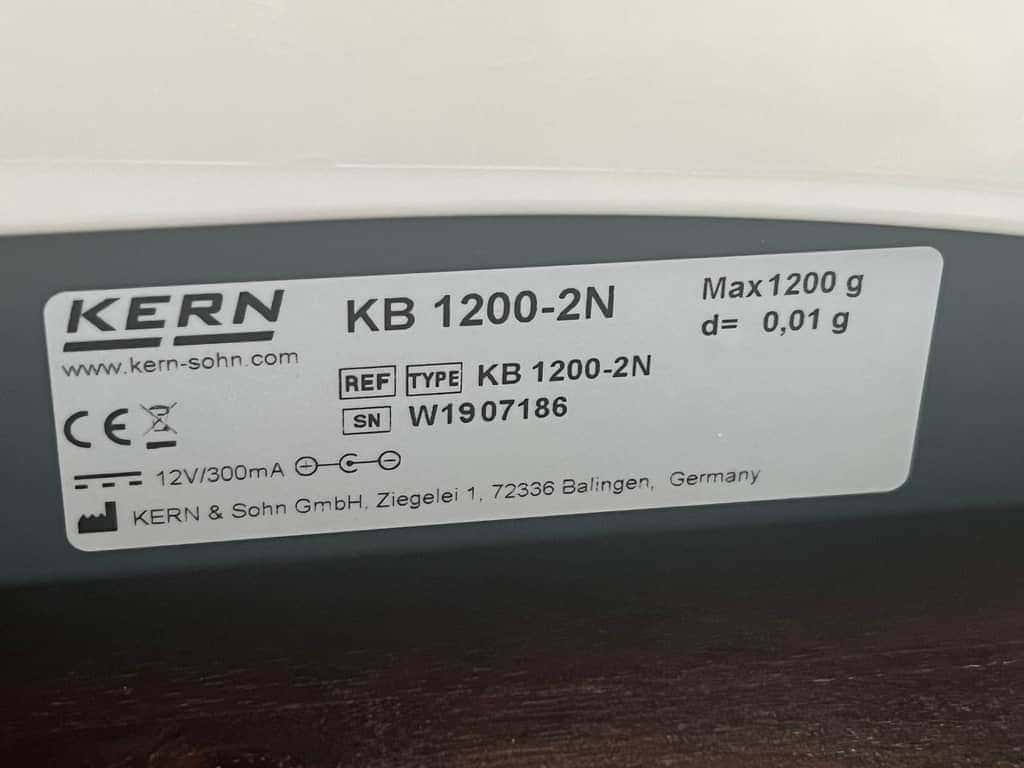 KERN
www.kern-sohn.com
KB 1200-2N
Max 1200 g
d= 0,01 g
REF TYPE KB 1200-2N
SN W1907186
CE
12V/300mA
KERN & Sohn GmbH, Ziegelei 1, 72336 Balingen, Germany